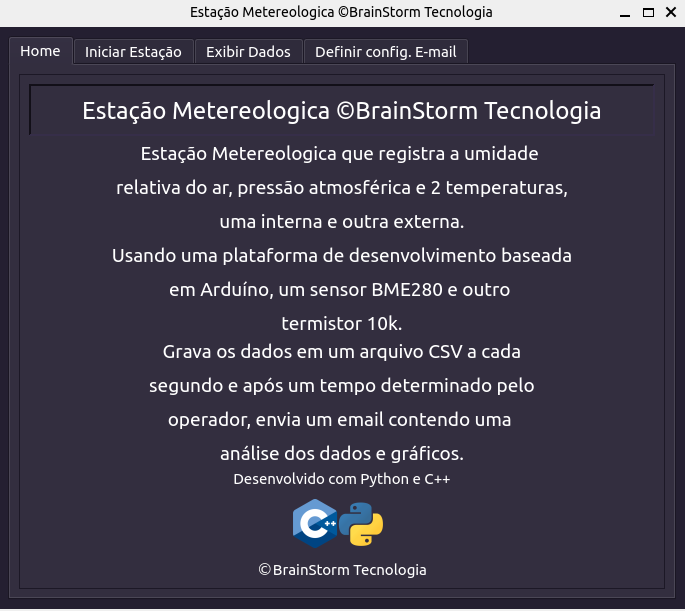 Estação Metereologica ©BrainStorm Tecnologia
Home
Iniciar Estação
Exibir Dados
Definir config. E-mail
Estação Metereologica ©BrainStorm Tecnologia
Estação Metereologica que registra a umidade
relativa do ar, pressão atmosférica e 2 temperaturas,
uma interna e outra externa.
Usando uma plataforma de desenvolvimento baseada
em Arduíno, um sensor BME280 e outro
termistor 10k.
Grava os dados em um arquivo CSV a cada
segundo e após um tempo determinado pelo
operador, envia um email contendo uma
análise dos dados e gráficos.
Desenvolvido com Python e C++
C++
©BrainStorm Tecnologia